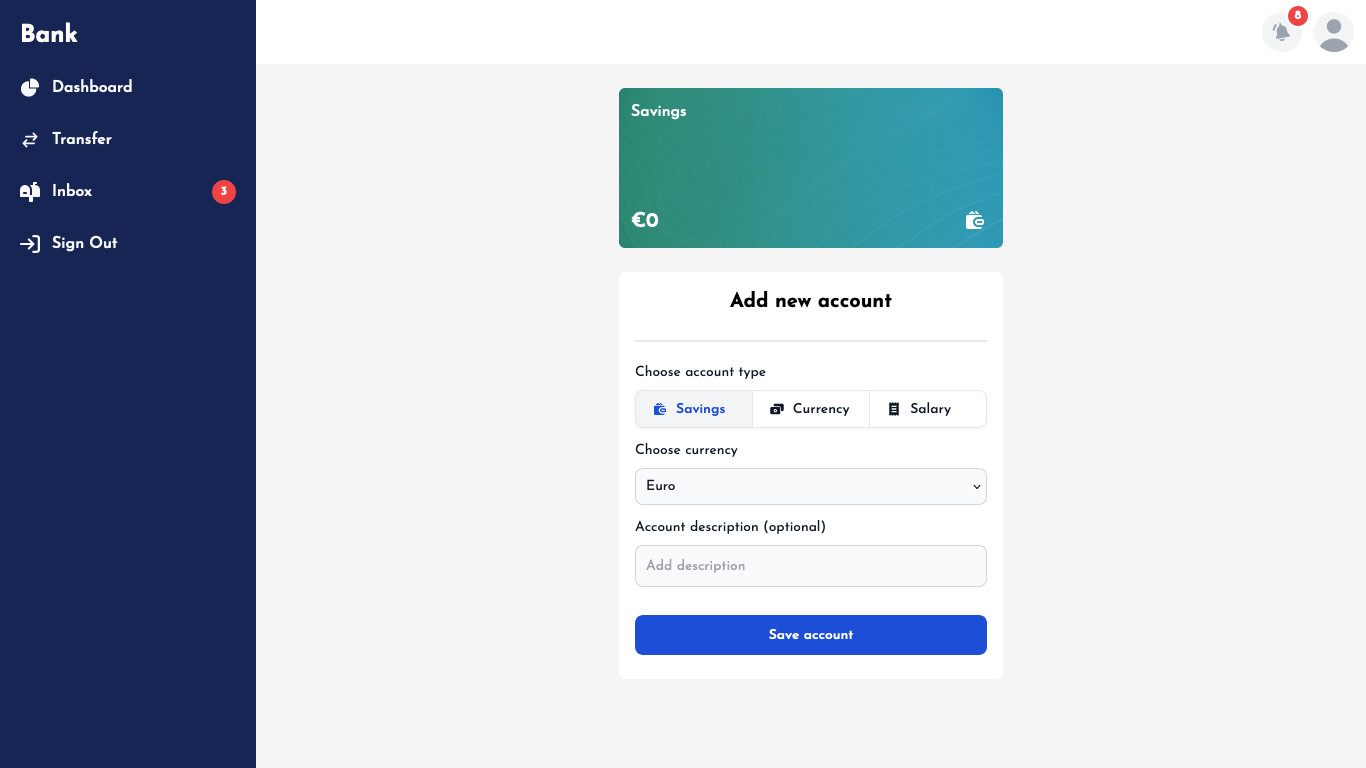 Bank
Dashboard
Transfer
Inbox
3
Sign Out
8
Savings
€0
Add new account
Choose account type
Savings Currency Salary
Choose currency
Euro
Account description (optional)
Add description
Save account